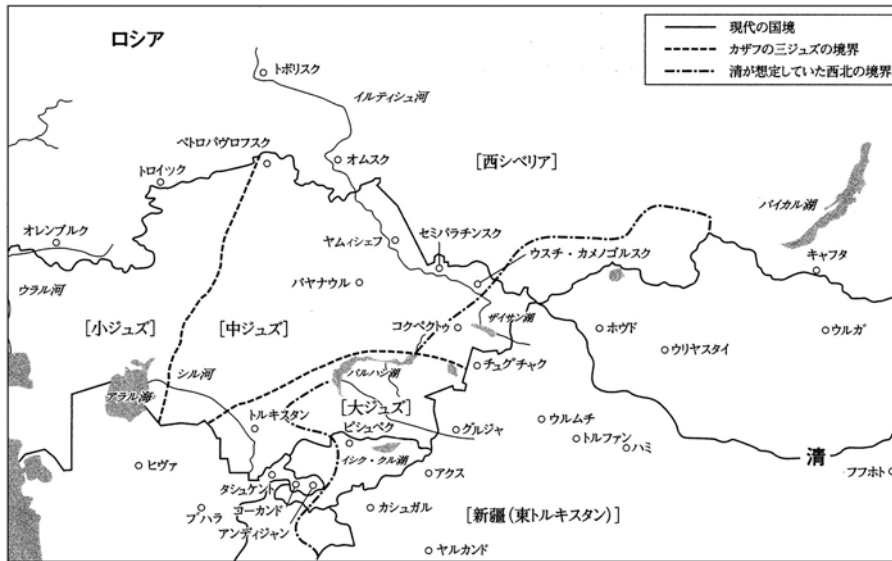 ロシア
現代の国境
カザフの三ジュズの境界
清が想定していた西北の境界
トボリスク
イルティシュ河
ペトロパヴロフスク
オムスク
[西シベリア]
トロイツク
バイカル湖
オレンブルク
ヤムィシェフ
セミパラチンスク
ウスチ・カメノゴルスク
キャフタ
ウラル河
バヤナウル
[小ジュズ]
[中ジュズ]
コクペクトゥ
ザイサン湖
ホヴド
ウリヤスタイ
ウルガ
シル河
バルハシ湖
チュグチャク
アラル海
トルキスタン
[大ジュズ]
ピシュペク
グルジャ
ウルムチ
トルファン
ハミ
清
フフホト
ヒヴァ
イシク・クル湖
アクス
タシュケント
コーカンド
ブハラ
アンディジャン
カシュガル
[新疆(東トルキスタン)]
ヤルカンド